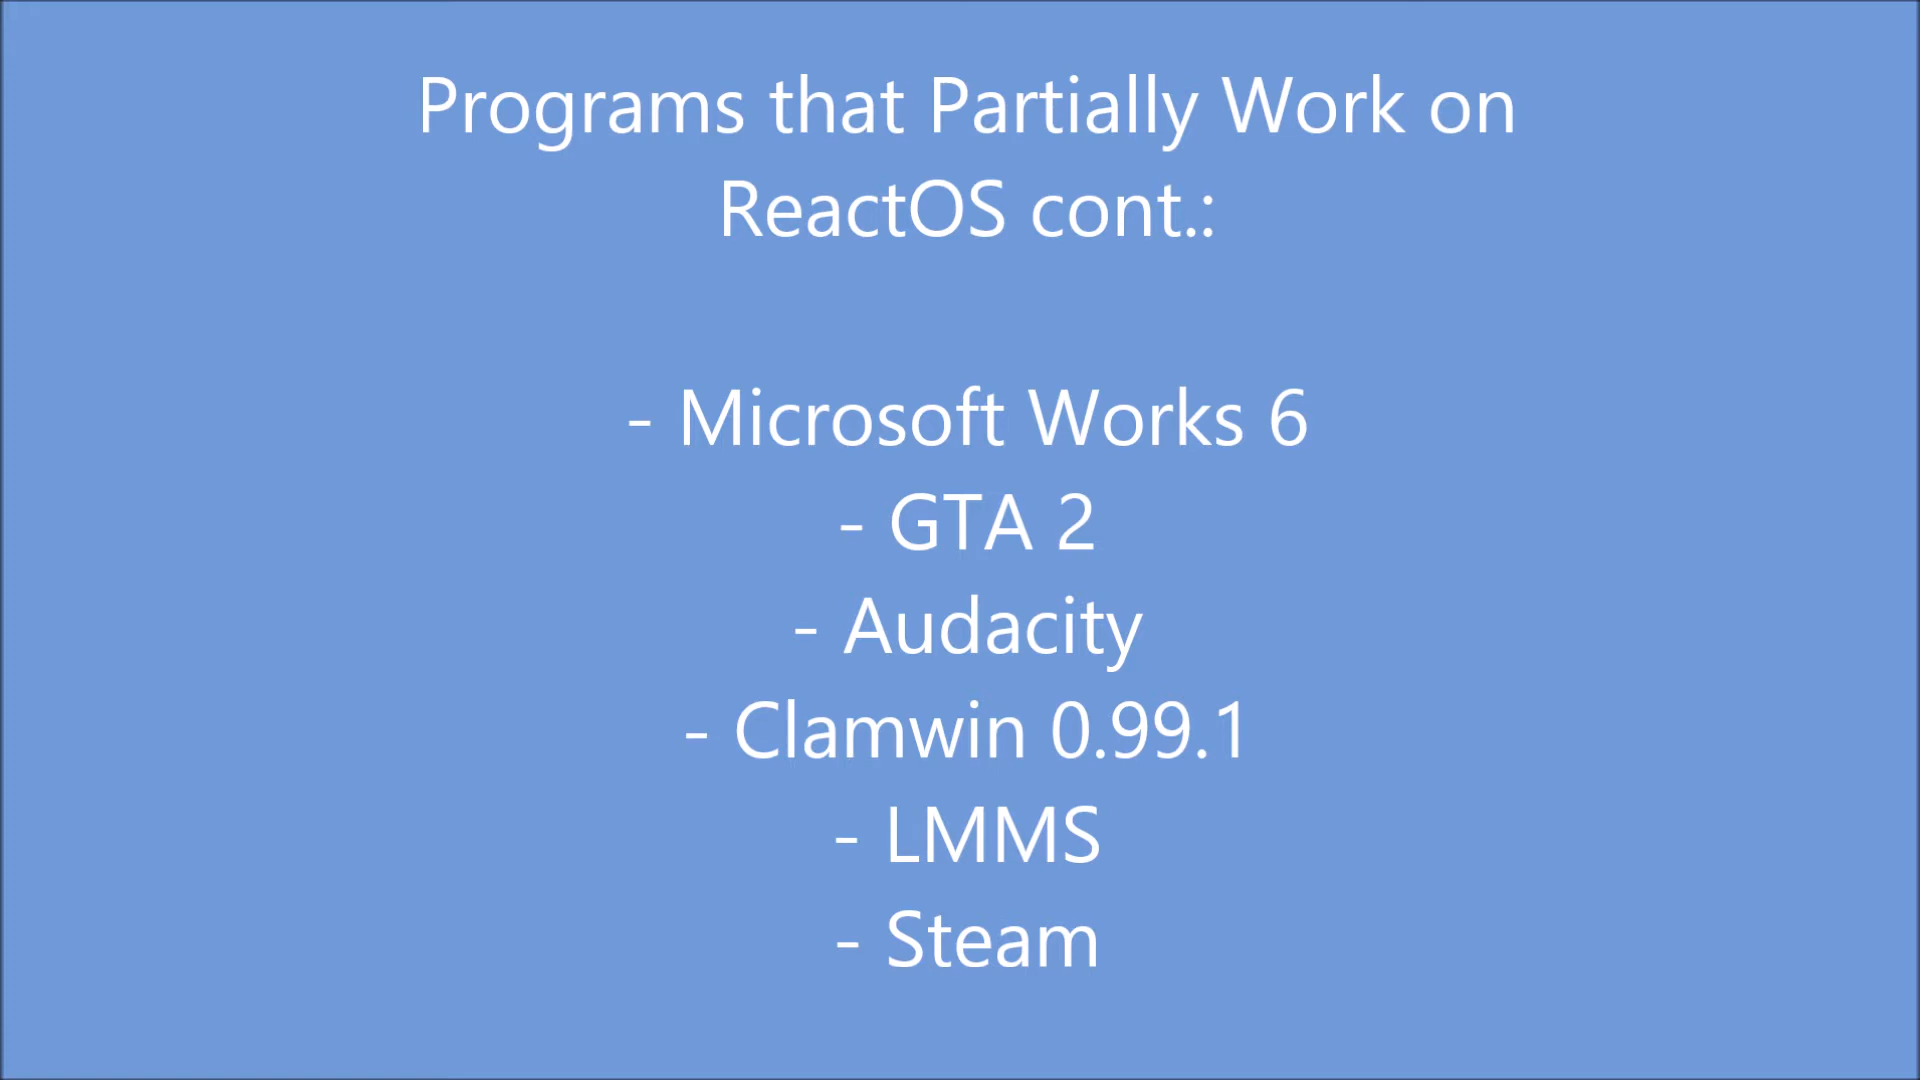 Programs that Partially Work on
ReactOS cont.:
- Microsoft Works 6
- GTA 2
- Audacity
- Clamwin 0.99.1
- LMMS
- Steam